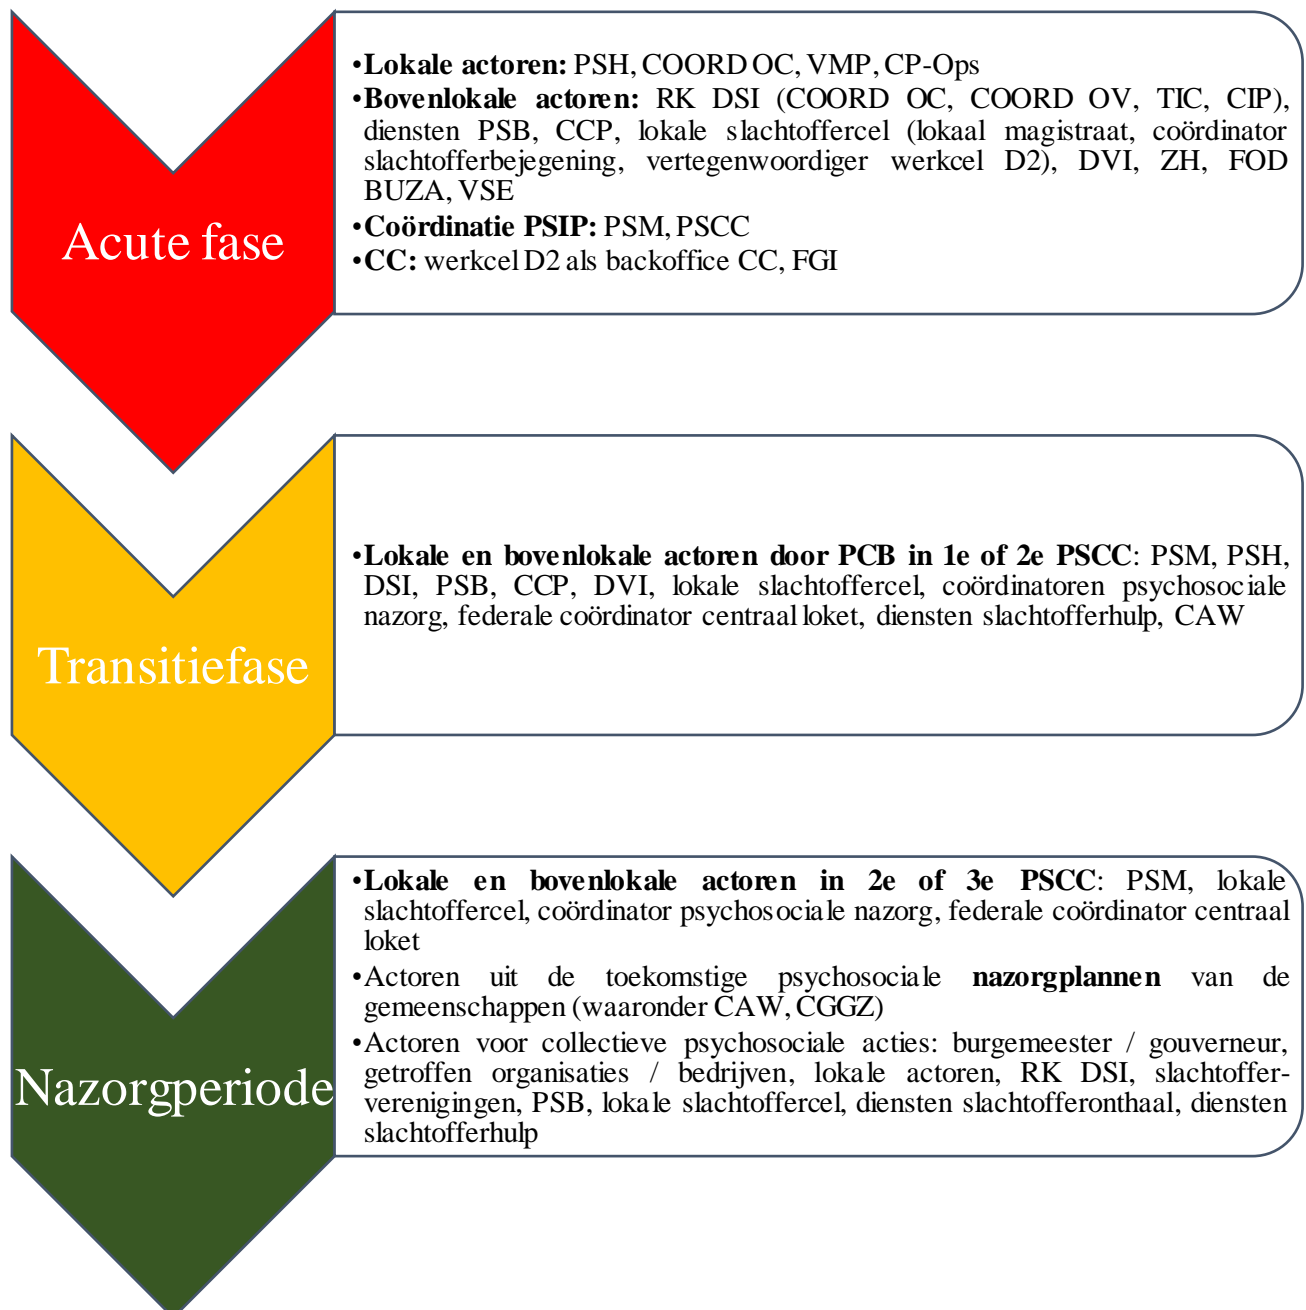 Acute fase
•Lokale actoren: PSH, COORD OC, VMP, CP-Ops
•Bovenlokale actoren: RK DSI (COORD OC, COORD OV, TIC, CIP),
diensten PSB, CCP, lokale slachtoffercel (lokaal magistraat, coördinator
slachtofferbejegening, vertegenwoordiger werkcel D2), DVI, ZH, FOD
BUZA, VSE
•Coördinatie PSIP: PSM, PSCC
•CC: werkcel D2 als backoffice CC, FGI
Transitiefase
•Lokale en bovenlokale actoren door PCB in 1e of 2e PSCC: PSM, PSH,
DSI, PSB, CCP, DVI, lokale slachtoffercel, coördinatoren psychosociale
nazorg, federale coördinator centraal loket, diensten slachtofferhulp, CAW
Nazorgperiode
•Lokale en bovenlokale actoren in 2e of 3e PSCC: PSM, lokale
slachtoffercel, coördinator psychosociale nazorg, federale coördinator centraal
loket
•Actoren uit de toekomstige psychosociale nazorgplannen van de
gemeenschappen (waaronder CAW, CGGZ)
•Actoren voor collectieve psychosociale acties: burgemeester / gouverneur,
getroffen organisaties / bedrijven, lokale actoren, RK DSI, slachtoffer-
verenigingen, PSB, lokale slachtoffercel, diensten slachtofferonthaal, diensten
slachtofferhulp